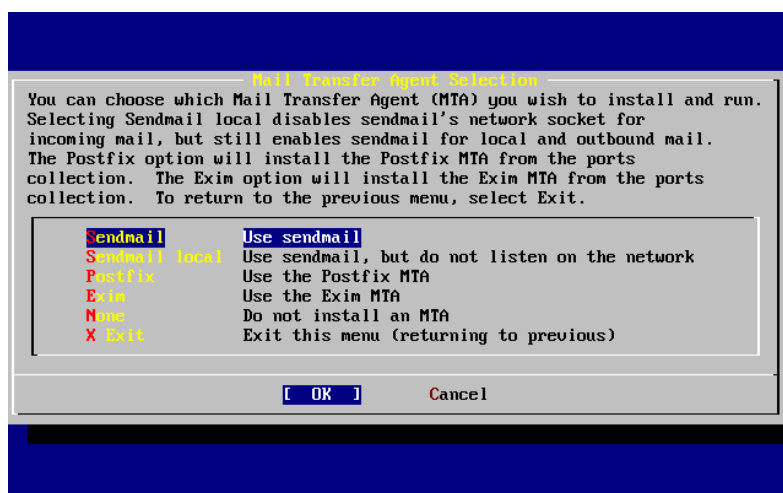 Mail Transfer Agent Selection
You can choose which Mail Transfer Agent (MTA) you wish to install and run.
Selecting Sendmail local disables sendmail's network socket for
incoming mail, but still enables sendmail for local and outbound mail.
The Postfix option will install the Postfix MTA from the ports
collection.  The Exim option will install the Exim MTA from the ports
collection.  To return to the previous menu, select Exit.
Sendmail Use sendmail
Sendmail local Use sendmail, but do not listen on the network
Postfix Use the Postfix MTA
Exim Use the Exim MTA
None Do not install an MTA
X Exit Exit this menu (returning to previous)
[ OK ] Cancel